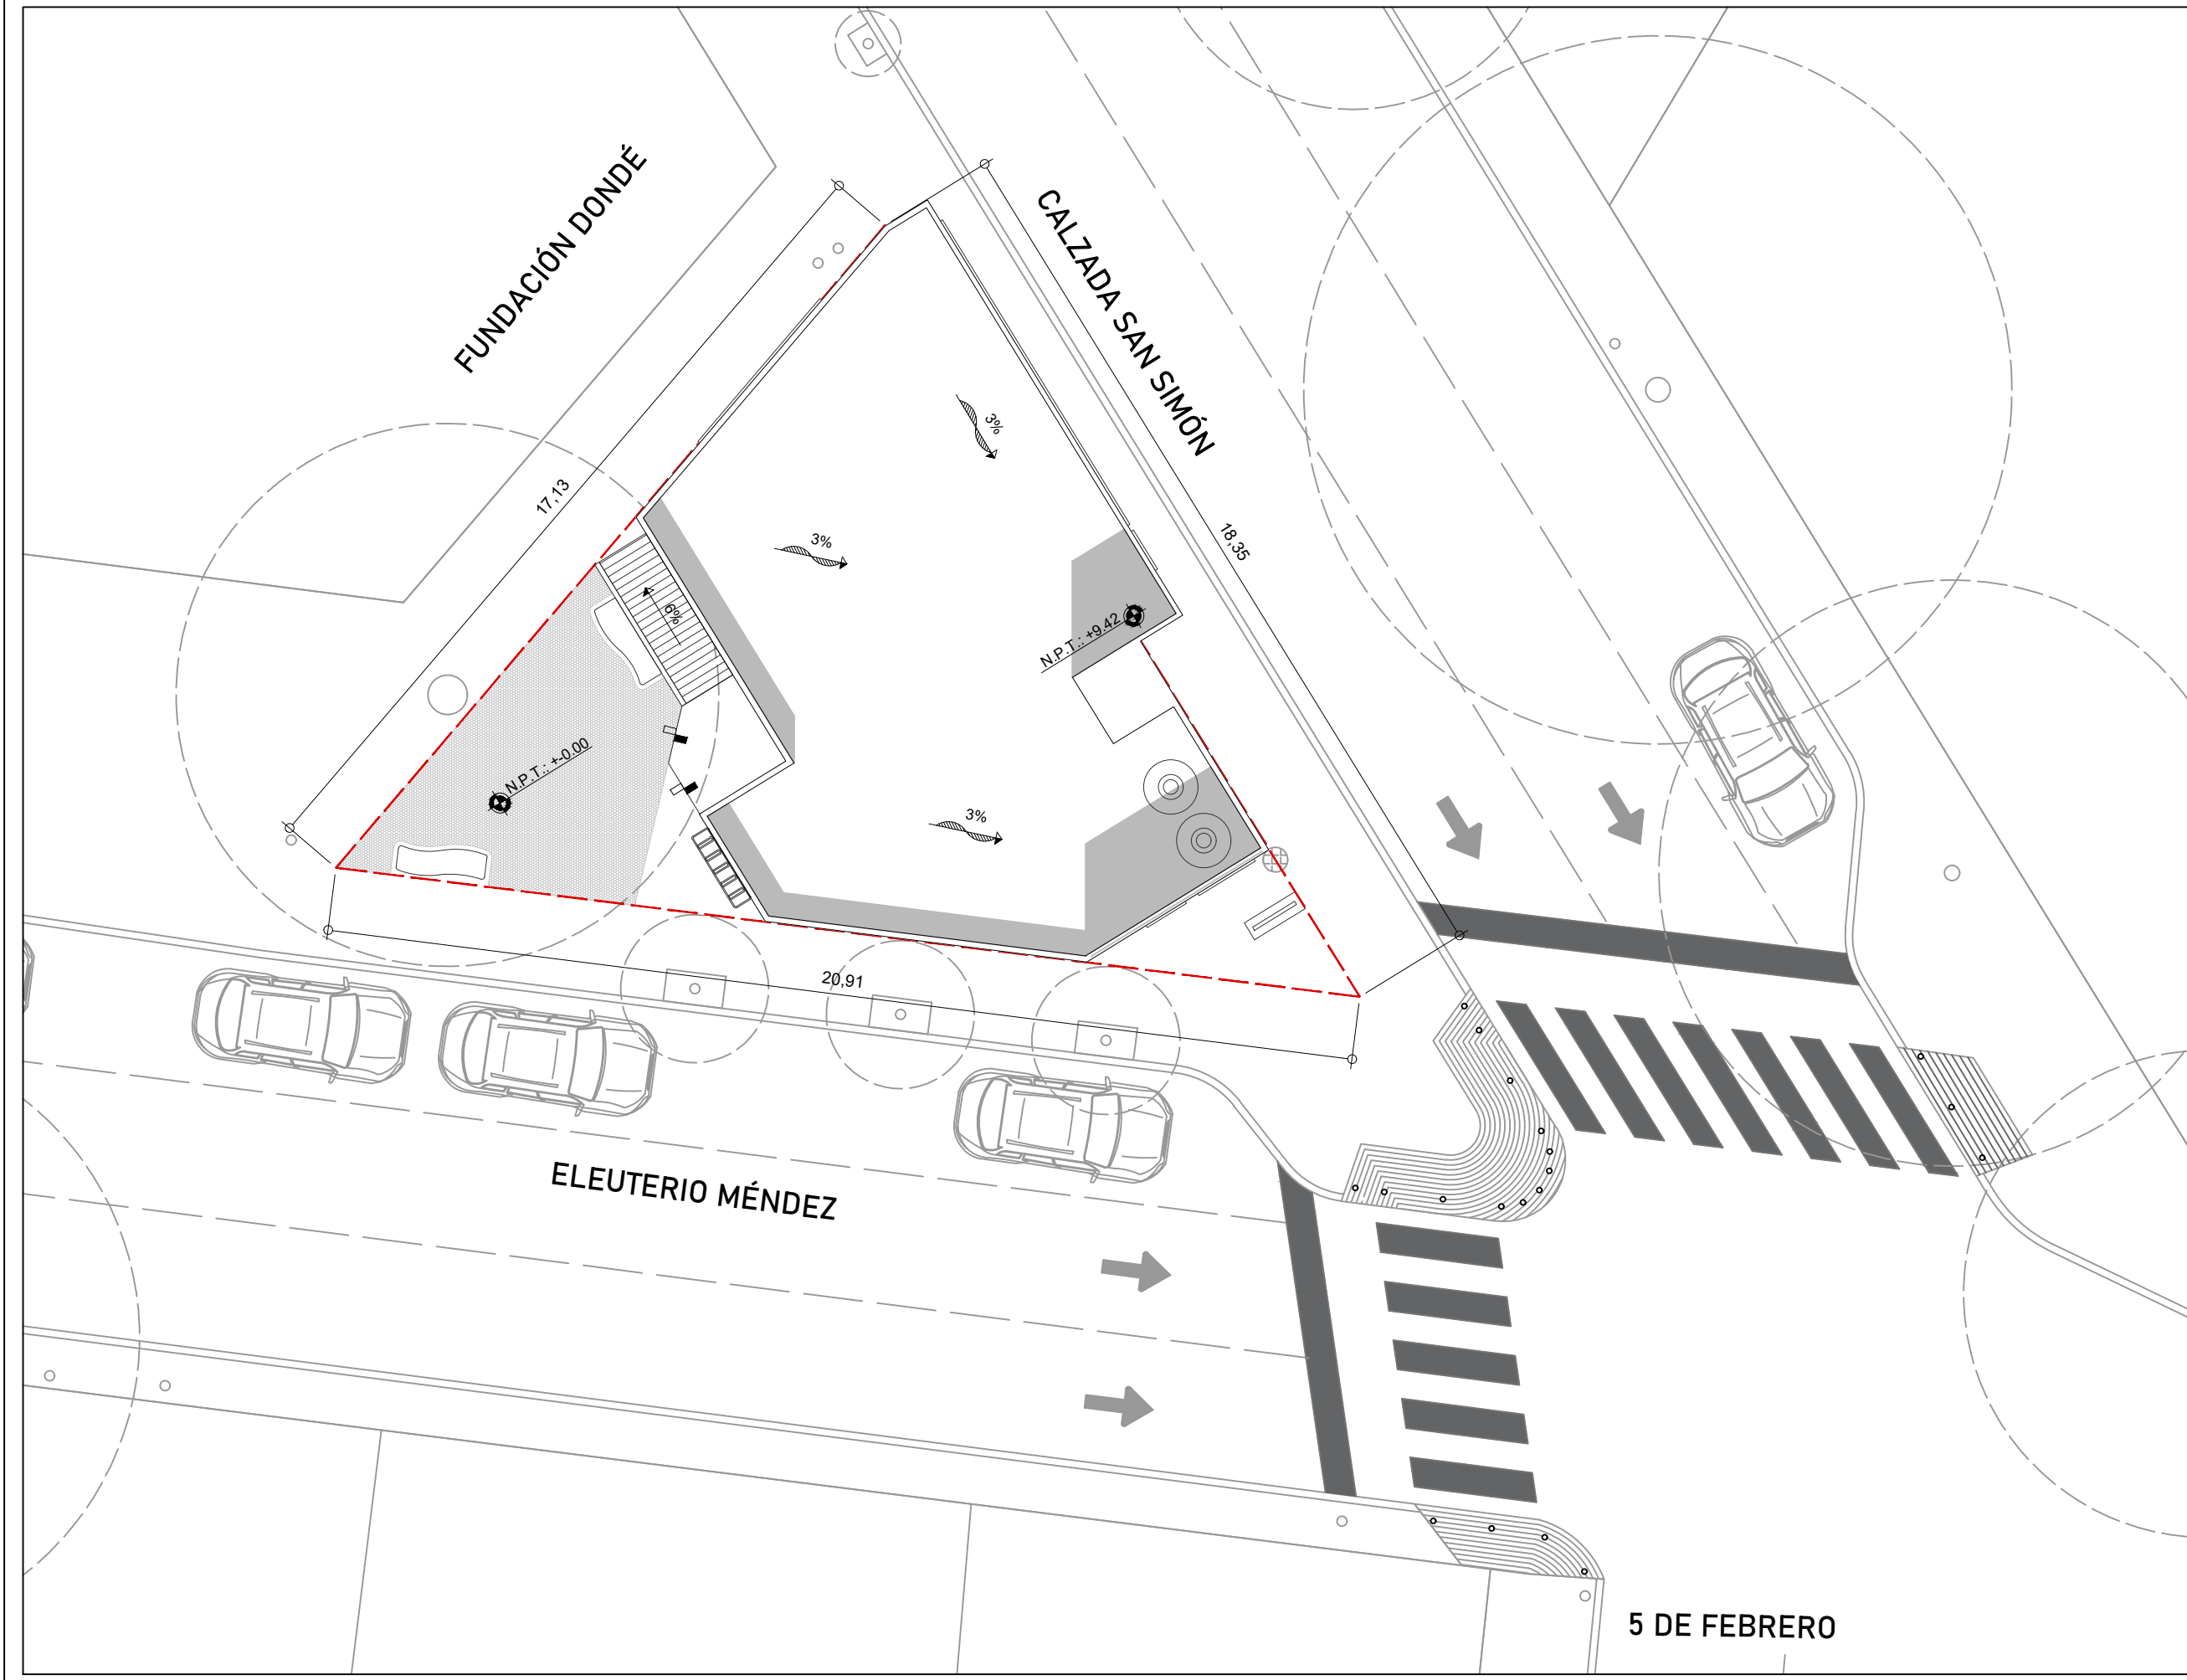 FUNDACIÓN DONDÉ
CALZADA SAN SIMÓN
3%
17,13
18,35
3%
6%
N.P.T.: +9.42
N.P.T.: +-0.00
3%
20,91
ELEUTERIO MÉNDEZ
5 DE FEBRERO